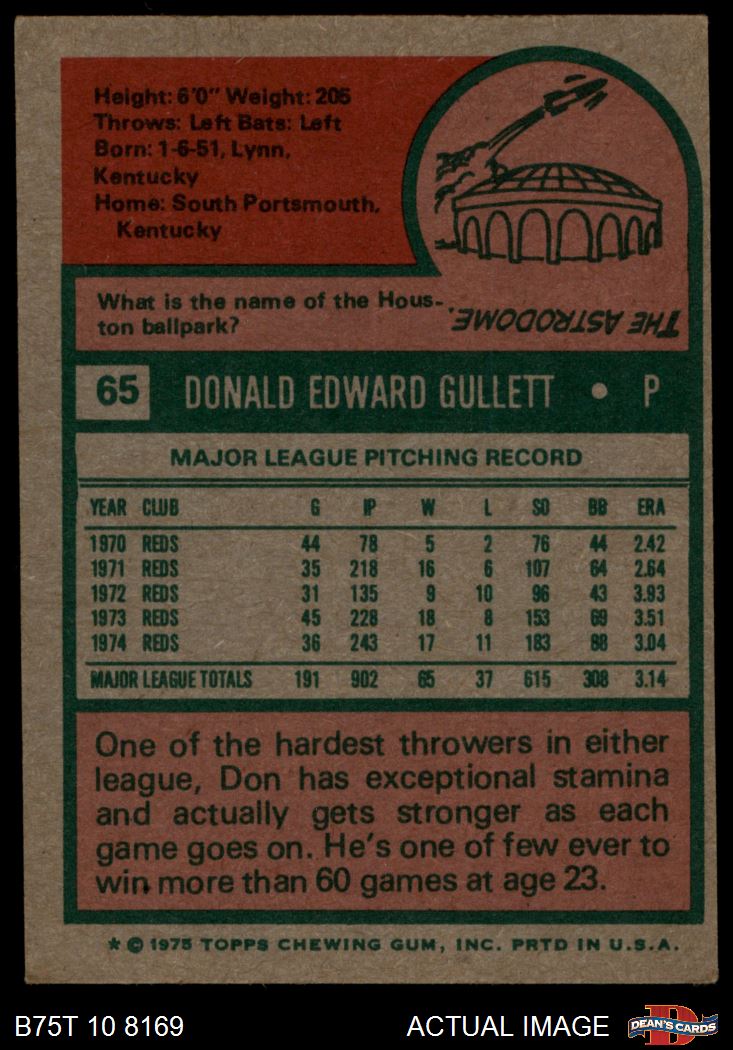 Height: 6'0" Weight: 205
Throws: Left Bats: Left
Born: 1-6-51, Lynn,
Kentucky
Home: South Portsmouth,
Kentucky
What is the name of the Hous-
ton ballpark?
THE ASTRODOME.
65 DONALD EDWARD GULLETT • P
MAJOR LEAGUE PITCHING RECORD
YEAR CLUB G IP W L SO BB ERA
1970 REDS 44 78 5 2 76 44 2.42
1971 REDS 35 218 16 6 107 64 2.64
1972 REDS 31 135 9 10 96 43 3.93
1973 REDS 45 228 18 8 153 69 3.51
1974 REDS 36 243 17 11 183 88 3.04
MAJOR LEAGUE TOTALS 191 902 65 37 615 308 3.14
One of the hardest throwers in either
league, Don has exceptional stamina
and actually gets stronger as each
game goes on. He's one of few ever to
win more than 60 games at age 23.
* © 1975 TOPPS CHEWING GUM, INC. PRTD IN U.S.A.
B75T 10 8169 ACTUAL IMAGE D DEAN'S CARDS